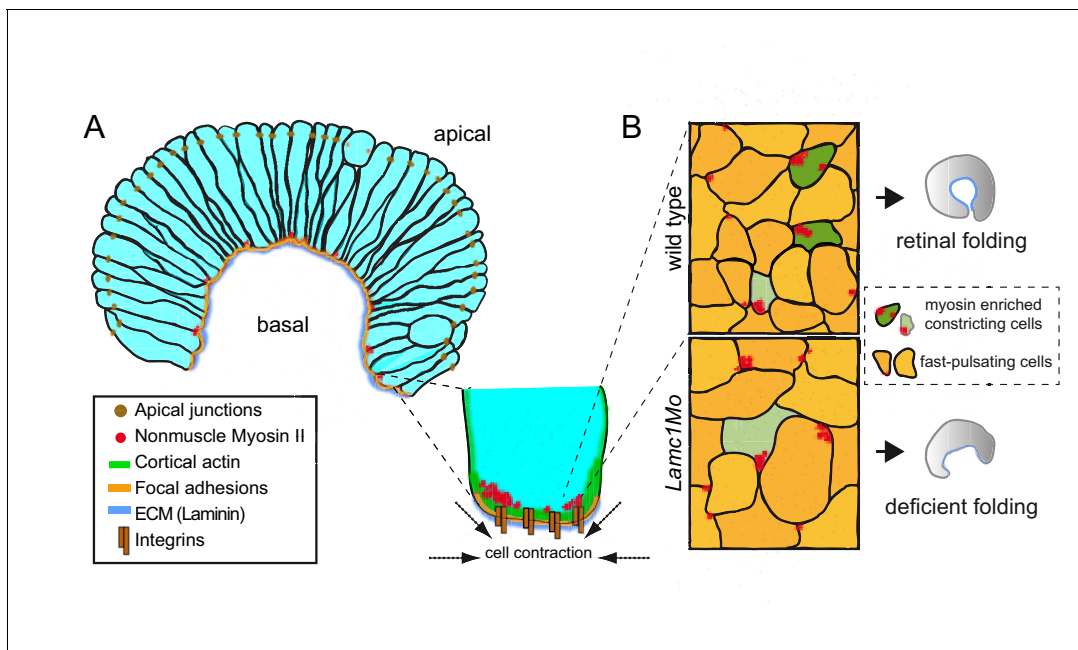 A
apical
basal
Apical junctions
Nonmuscle Myosin II
Cortical actin
Focal adhesions
ECM (Laminin)
Integrins
cell contraction
B
wild type
retinal folding
myosin enriched
constricting cells
fast-pulsating cells
Lamc1Mo
deficient folding